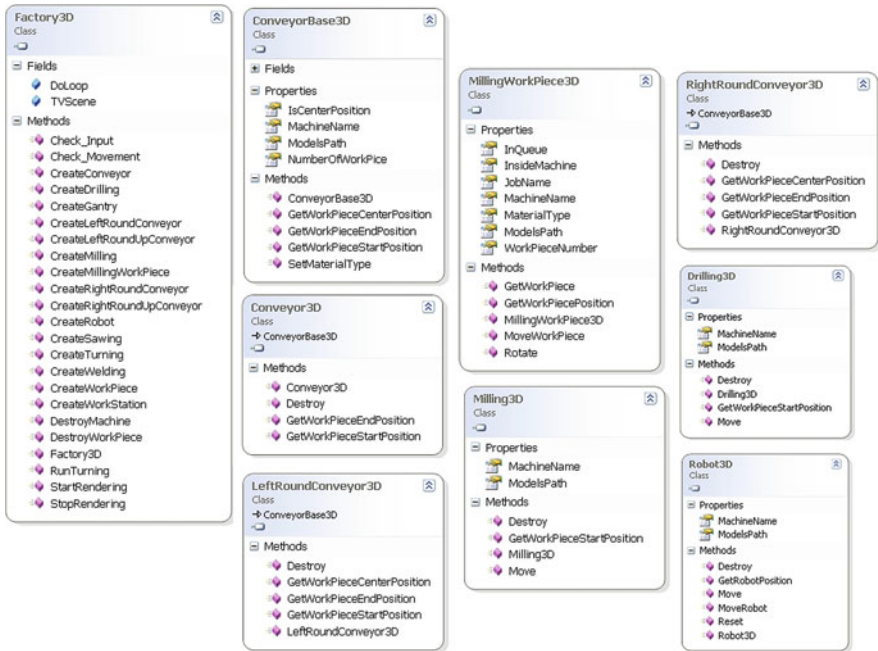 Factory3D
Class
Fields
DoLoop
TVScene
Methods
Check_Input
Check_Movement
CreateConveyor
CreateDrilling
CreateGantry
CreateLeftRoundConveyor
CreateLeftRoundUpConveyor
CreateMilling
CreateMillingWorkPiece
CreateRightRoundConveyor
CreateRightRoundUpConveyor
CreateRobot
CreateSawing
CreateTurning
CreateWelding
CreateWorkPiece
CreateWorkStation
DestroyMachine
DestroyWorkPiece
Factory3D
RunTurning
StartRendering
StopRendering
ConveyorBase3D
Class
Fields
Properties
IsCenterPosition
MachineName
ModelsPath
NumberOfWorkPice
Methods
ConveyorBase3D
GetWorkPieceCenterPosition
GetWorkPieceEndPosition
GetWorkPieceStartPosition
SetMaterialType
Conveyor3D
Class
ConveyorBase3D
Methods
Conveyor3D
Destroy
GetWorkPieceEndPosition
GetWorkPieceStartPosition
LeftRoundConveyor3D
Class
ConveyorBase3D
Methods
Destroy
GetWorkPieceCenterPosition
GetWorkPieceEndPosition
GetWorkPieceStartPosition
LeftRoundConveyor3D
MillingWorkPiece3D
Class
Properties
InQueue
InsideMachine
JobName
MachineName
MaterialType
ModelsPath
WorkPieceNumber
Methods
GetWorkPiece
GetWorkPiecePosition
MillingWorkPiece3D
MoveWorkPiece
Rotate
Milling3D
Class
Properties
MachineName
ModelsPath
Methods
Destroy
GetWorkPieceStartPosition
Milling3D
Move
RightRoundConveyor3D
Class
ConveyorBase3D
Methods
Destroy
GetWorkPieceCenterPosition
GetWorkPieceEndPosition
GetWorkPieceStartPosition
RightRoundConveyor3D
Drilling3D
Class
Properties
MachineName
ModelsPath
Methods
Destroy
Drilling3D
GetWorkPieceStartPosition
Move
Robot3D
Class
Properties
MachineName
ModelsPath
Methods
Destroy
GetRobotPosition
Move
MoveRobot
Reset
Robot3D